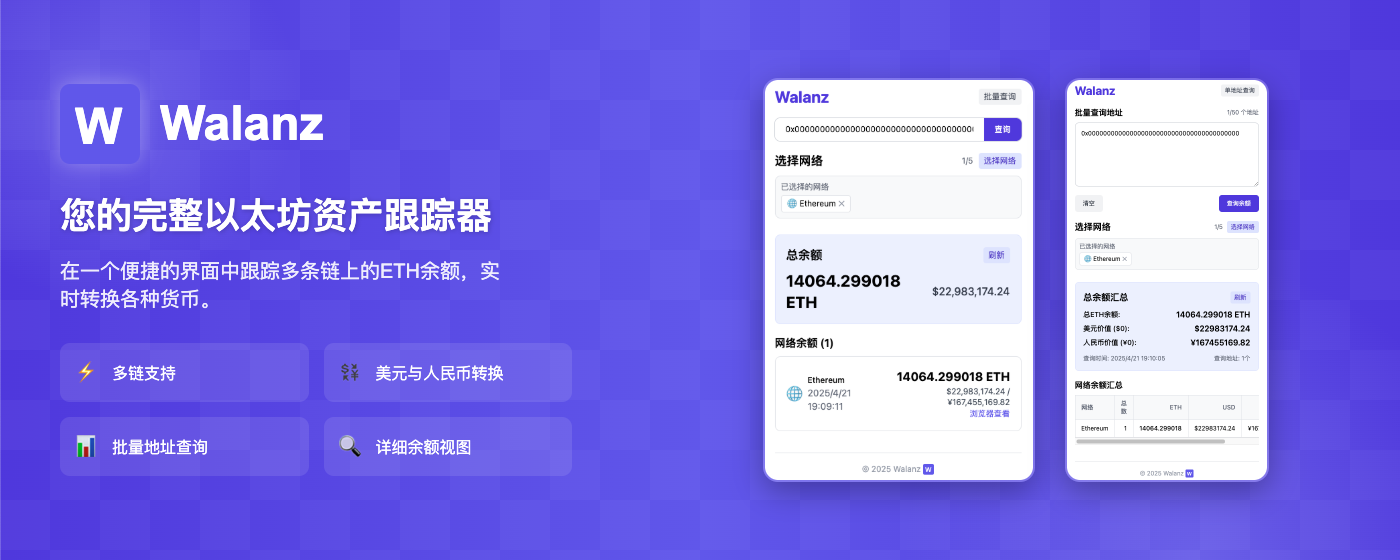 W
Walanz
您的完整以太坊资产跟踪器
在一个便捷的界面中跟踪多条链上的ETH余额，实
时转换各种货币。
多链支持
美元与人民币转换
批量地址查询
详细余额视图
Walanz
批量查询
查询
选择网络
1/5
选择网络
已选择的网络
Ethereum ×
总余额
刷新
14064.299018
ETH
$22,983,174.24
网络余额 (1)
Ethereum
2025/4/21
19:09:11
14064.299018 ETH
$22,983,174.24 /
¥167,455,169.82
浏览器查看
© 2025 Walanz W
Walanz
单地址查询
批量查询地址
1/50 个地址
0x0000000000000000000000000000000000000000
清空
查询余额
选择网络
1/5
选择网络
已选择的网络
Ethereum ×
总余额汇总
刷新
总ETH余额:
14064.299018 ETH
美元价值 ($0):
$22983174.24
人民币价值 (¥0):
¥167455169.82
查询时间: 2025/4/21 19:10:05
查询地址: 1个
网络余额汇总
网络
总
数
ETH
USD
Ethereum
1
14064.299018
$22983174.24
¥16
© 2025 Walanz W